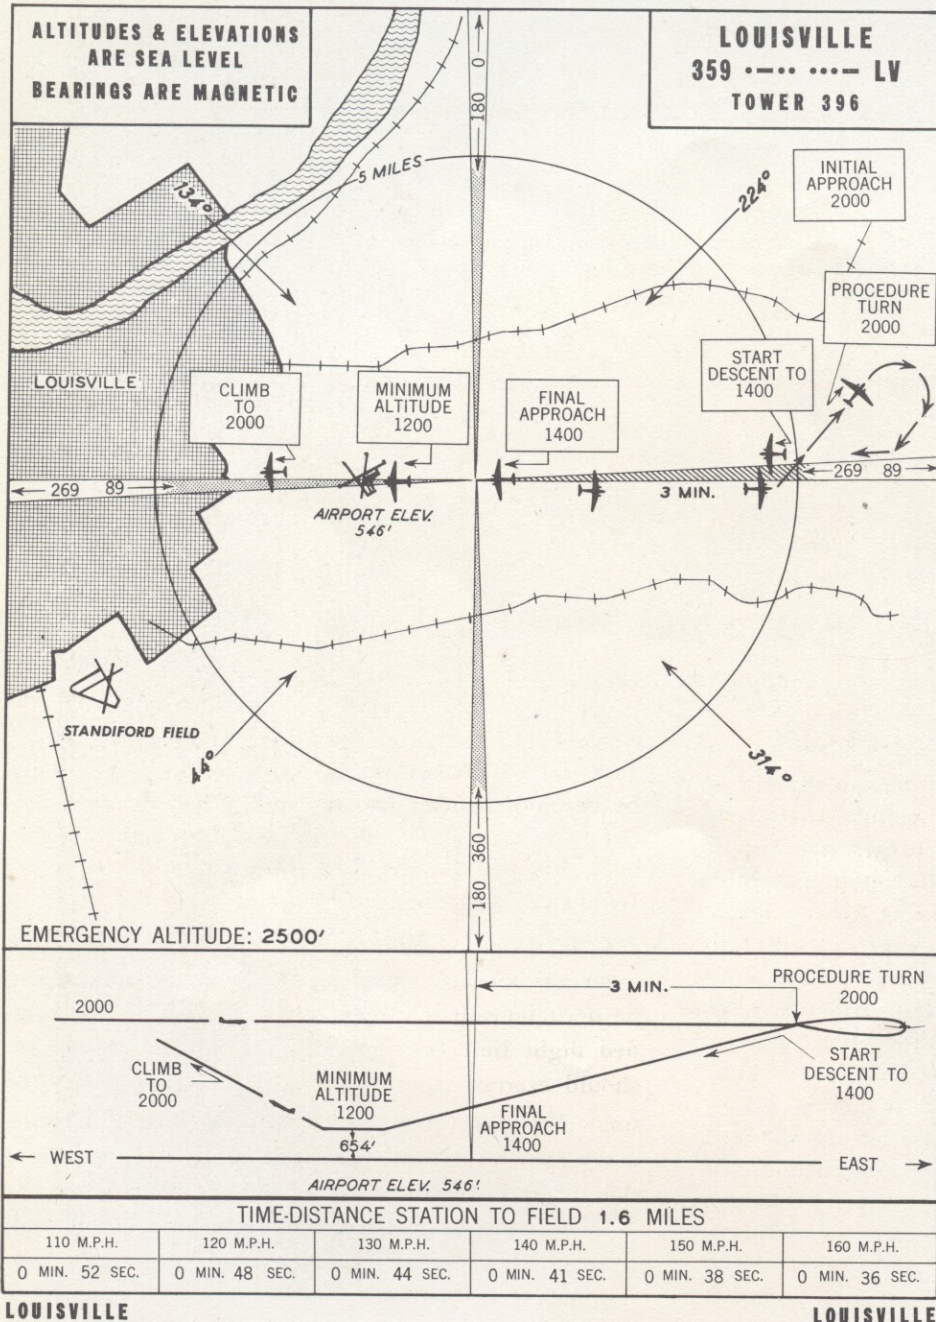 ALTITUDES & ELEVATIONS
ARE SEA LEVEL
BEARINGS ARE MAGNETIC
LOUISVILLE
359 ·–·· ···– LV
TOWER 396
0
180
5 MILES
134°
224°
INITIAL
APPROACH
2000
PROCEDURE
TURN
2000
LOUISVILLE
CLIMB
TO
2000
MINIMUM
ALTITUDE
1200
FINAL
APPROACH
1400
START
DESCENT TO
1400
269 89
269 89
3 MIN.
AIRPORT ELEV.
546'
STANDIFORD FIELD
44°
314°
360
180
EMERGENCY ALTITUDE: 2500'
2000
3 MIN.
PROCEDURE TURN
2000
CLIMB
TO
2000
MINIMUM
ALTITUDE
1200
START
DESCENT TO
1400
FINAL
APPROACH
1400
654'
← WEST
EAST →
AIRPORT ELEV. 546'.
TIME-DISTANCE STATION TO FIELD 1.6 MILES
110 M.P.H. 120 M.P.H. 130 M.P.H. 140 M.P.H. 150 M.P.H. 160 M.P.H.
0 MIN. 52 SEC. 0 MIN. 48 SEC. 0 MIN. 44 SEC. 0 MIN. 41 SEC. 0 MIN. 38 SEC. 0 MIN. 36 SEC.
LOUISVILLE LOUISVILLE